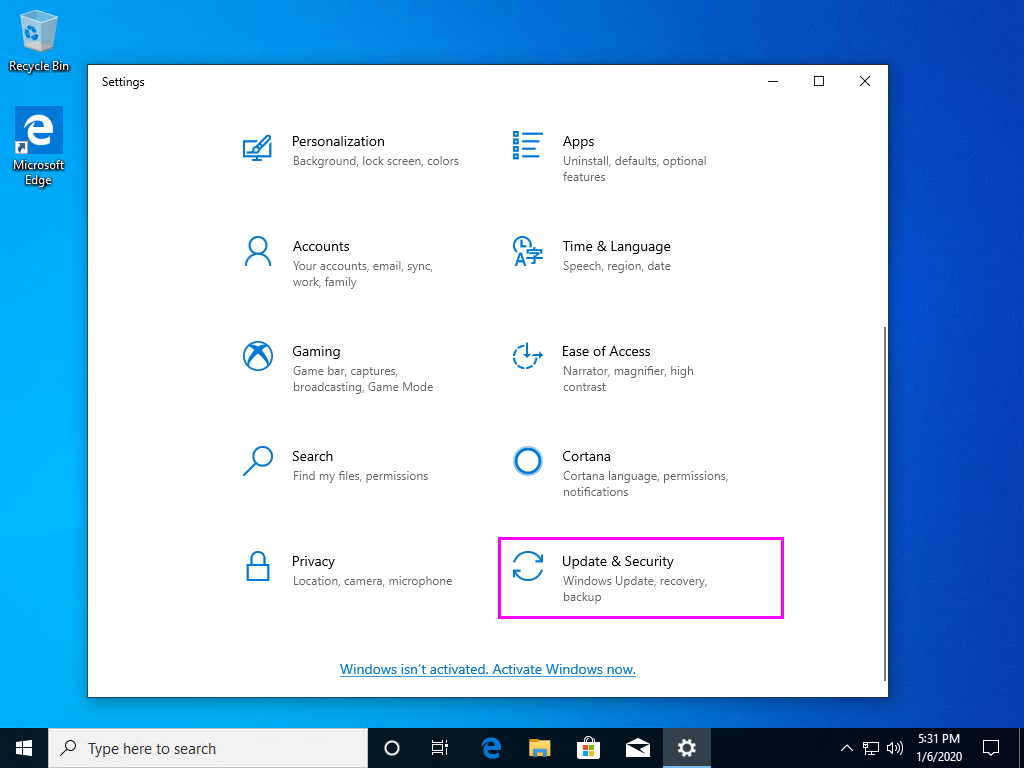 Recycle Bin
Microsoft
Edge
Settings
Personalization
Background, lock screen, colors
Apps
Uninstall, defaults, optional
features
Accounts
Your accounts, email, sync,
work, family
Time & Language
Speech, region, date
Gaming
Game bar, captures,
broadcasting, Game Mode
Ease of Access
Narrator, magnifier, high
contrast
Search
Find my files, permissions
Cortana
Cortana language, permissions,
notifications
Privacy
Location, camera, microphone
Update & Security
Windows Update, recovery,
backup
Windows isn't activated. Activate Windows now.
Type here to search
5:31 PM
1/6/2020